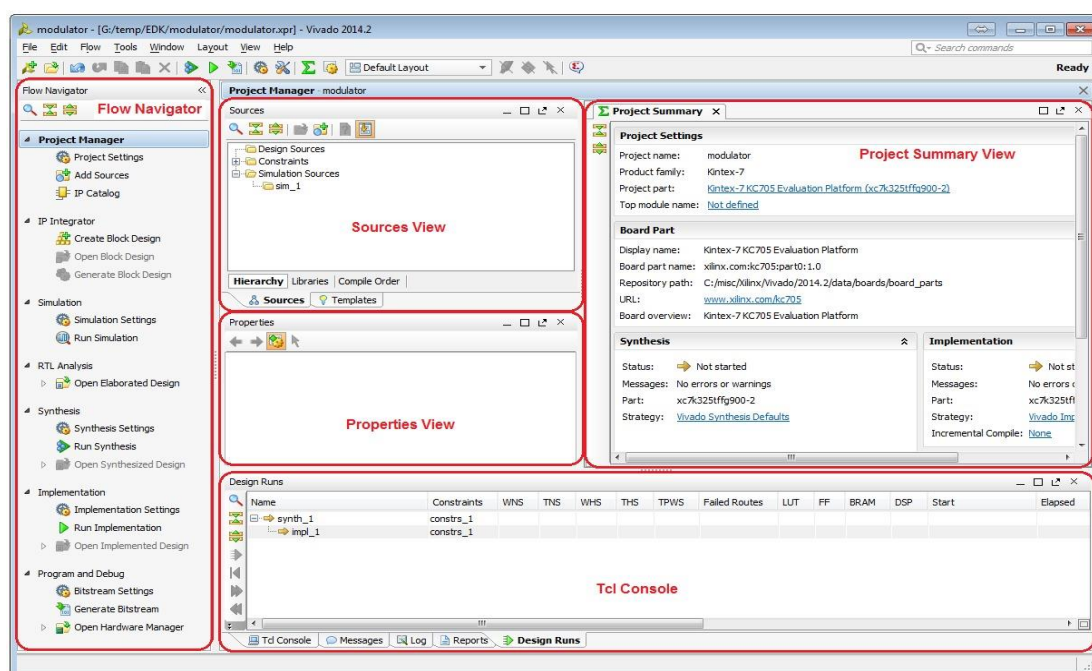 modulator - [G:/temp/EDK/modulator/modulator.xpr] - Vivado 2014.2
File Edit Flow Tools Window Layout View Help
Search commands
Default Layout
Ready
Flow Navigator
Flow Navigator
Project Manager
Project Settings
Add Sources
IP Catalog
IP Integrator
Create Block Design
Open Block Design
Generate Block Design
Simulation
Simulation Settings
Run Simulation
RTL Analysis
Open Elaborated Design
Synthesis
Synthesis Settings
Run Synthesis
Open Synthesized Design
Implementation
Implementation Settings
Run Implementation
Open Implemented Design
Program and Debug
Bitstream Settings
Generate Bitstream
Open Hardware Manager
Project Manager - modulator
Sources
Design Sources
Constraints
Simulation Sources
sim_1
Sources View
Hierarchy Libraries Compile Order
Sources Templates
Properties
Properties View
Project Summary
Project Settings
Project Summary View
Project name: modulator
Product family: Kintex-7
Project part: Kintex-7 KC705 Evaluation Platform (xc7k325tffg900-2)
Top module name: Not defined
Board Part
Display name: Kintex-7 KC705 Evaluation Platform
Board part name: xilinx.com:kc705:part0:1.0
Repository path: C:/misc/Xilinx/Vivado/2014.2/data/boards/board_parts
URL: www.xilinx.com/kc705
Board overview: Kintex-7 KC705 Evaluation Platform
Synthesis
Status: Not started
Messages: No errors or warnings
Part: xc7k325tffg900-2
Strategy: Vivado Synthesis Defaults
Implementation
Status: Not st
Messages: No errors
Part: xc7k325tff
Strategy: Vivado Imp
Incremental Compile: None
Design Runs
Name Constraints WNS TNS WHS THS TPWS Failed Routes LUT FF BRAM DSP Start Elapsed
synth_1 constrs_1
impl_1 constrs_1
Tcl Console
Tcl Console Messages Log Reports Design Runs